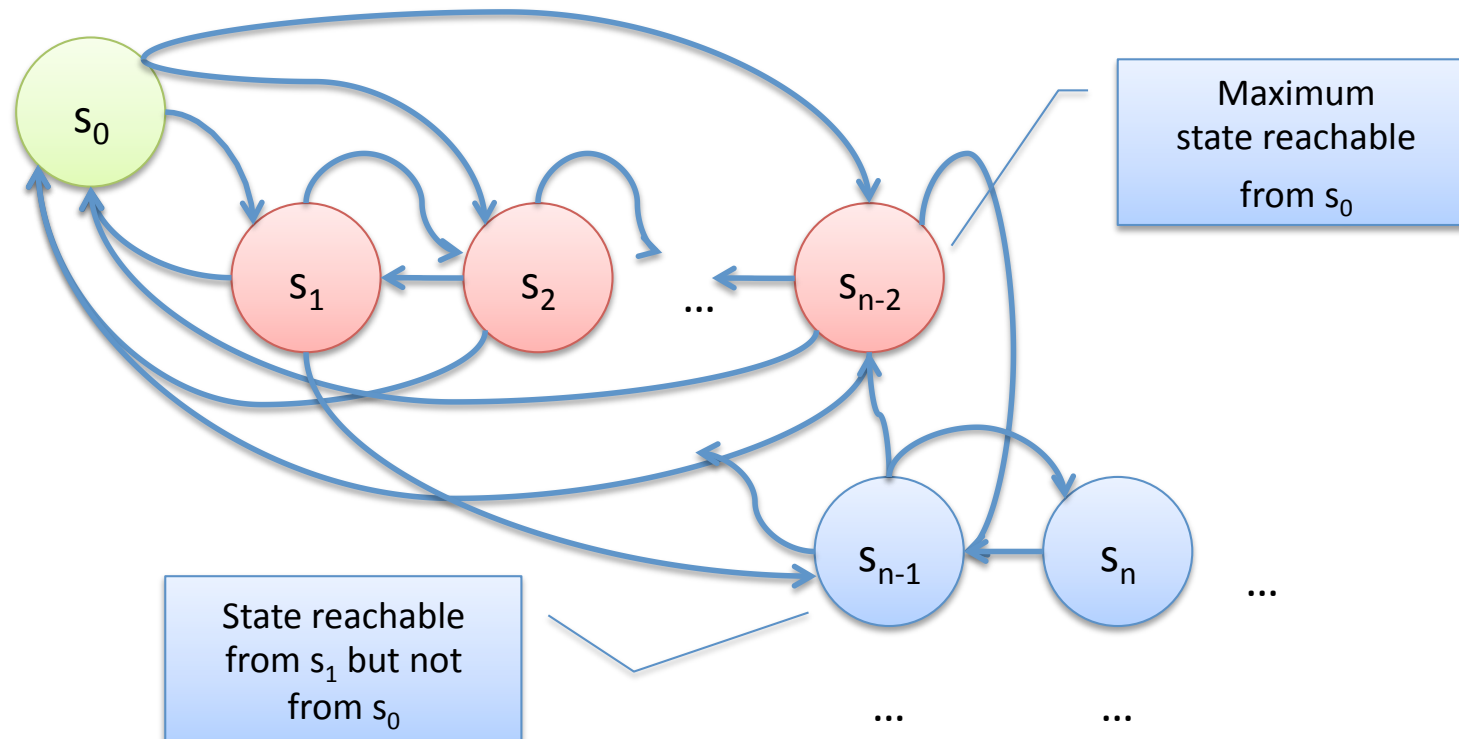 s₀
Maximum
state reachable
from s₀
s₁
s₂
...
sₙ₋₂
sₙ₋₁
sₙ
...
State reachable
from s₁ but not
from s₀
...
...